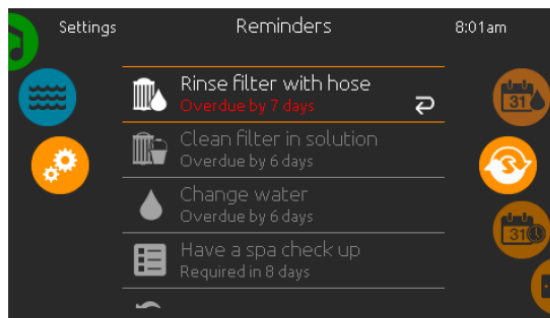 Settings
Reminders
8:01am
Rinse filter with hose
Overdue by 7 days
31
Clean filter in solution
Overdue by 6 days
Change water
Overdue by 6 days
31
Have a spa check up
Required in 8 days